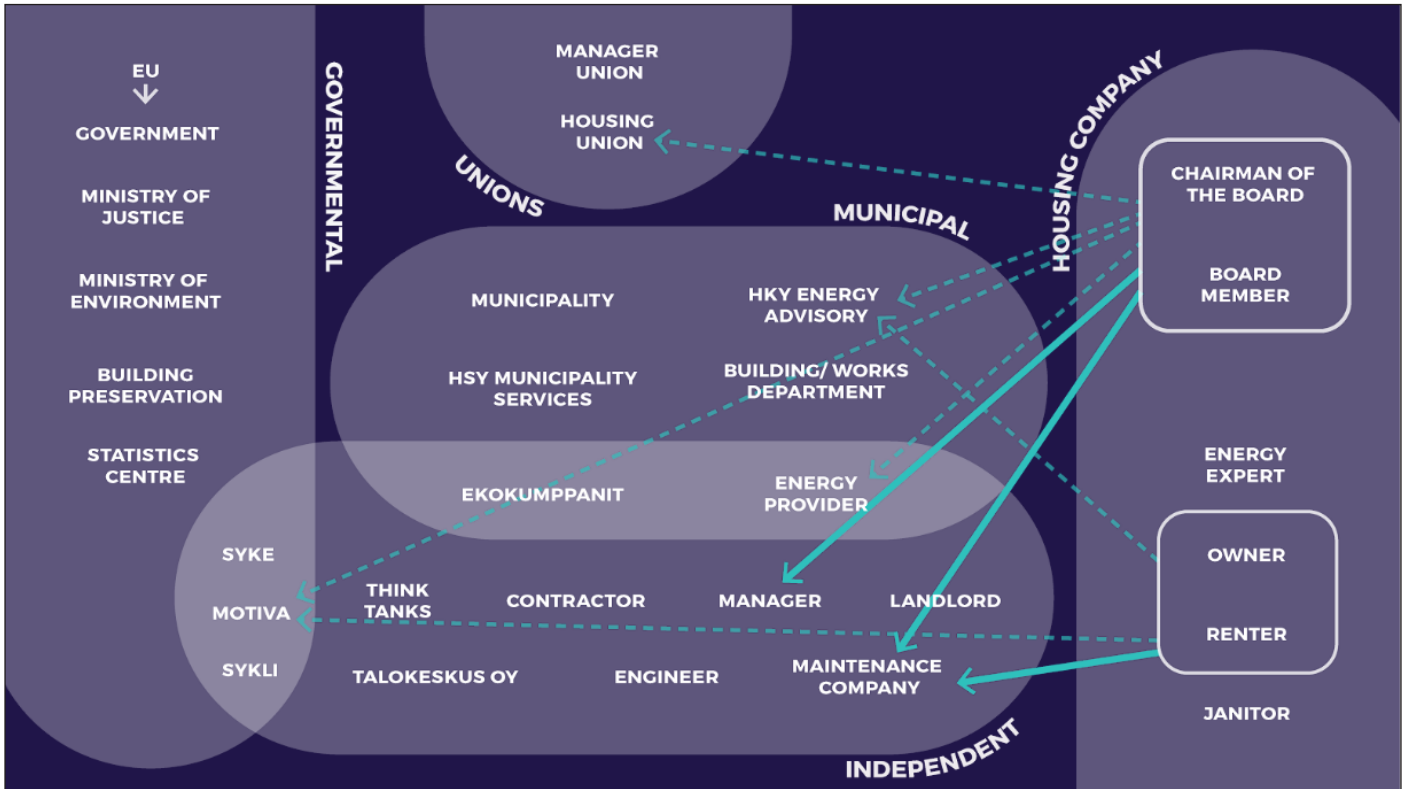 EU
GOVERNMENT
MINISTRY OF
JUSTICE
MINISTRY OF
ENVIRONMENT
BUILDING
PRESERVATION
STATISTICS
CENTRE
SYKE
MOTIVA
SYKLI
GOVERNMENTAL
MANAGER
UNION
HOUSING
UNION
UNIONS
MUNICIPAL
MUNICIPALITY
HKY ENERGY
ADVISORY
HSY MUNICIPALITY
SERVICES
BUILDING/ WORKS
DEPARTMENT
EKOKUMPPANIT
ENERGY
PROVIDER
THINK
TANKS
CONTRACTOR
MANAGER
LANDLORD
TALOKESKUS OY
ENGINEER
MAINTENANCE
COMPANY
INDEPENDENT
HOUSING COMPANY
CHAIRMAN OF
THE BOARD
BOARD
MEMBER
ENERGY
EXPERT
OWNER
RENTER
JANITOR